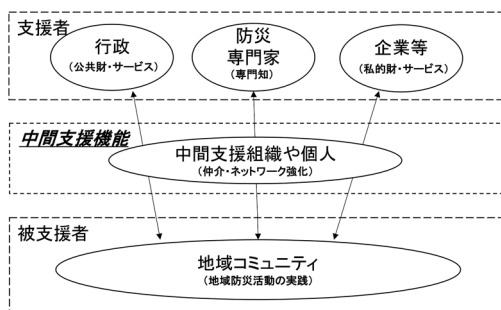 支援者
行政
（公共財・サービス）
防災
専門家
（専門知）
企業等
（私的財・サービス）
中間支援機能
中間支援組織や個人
（仲介・ネットワーク強化）
被支援者
地域コミュニティ
（地域防災活動の実践）